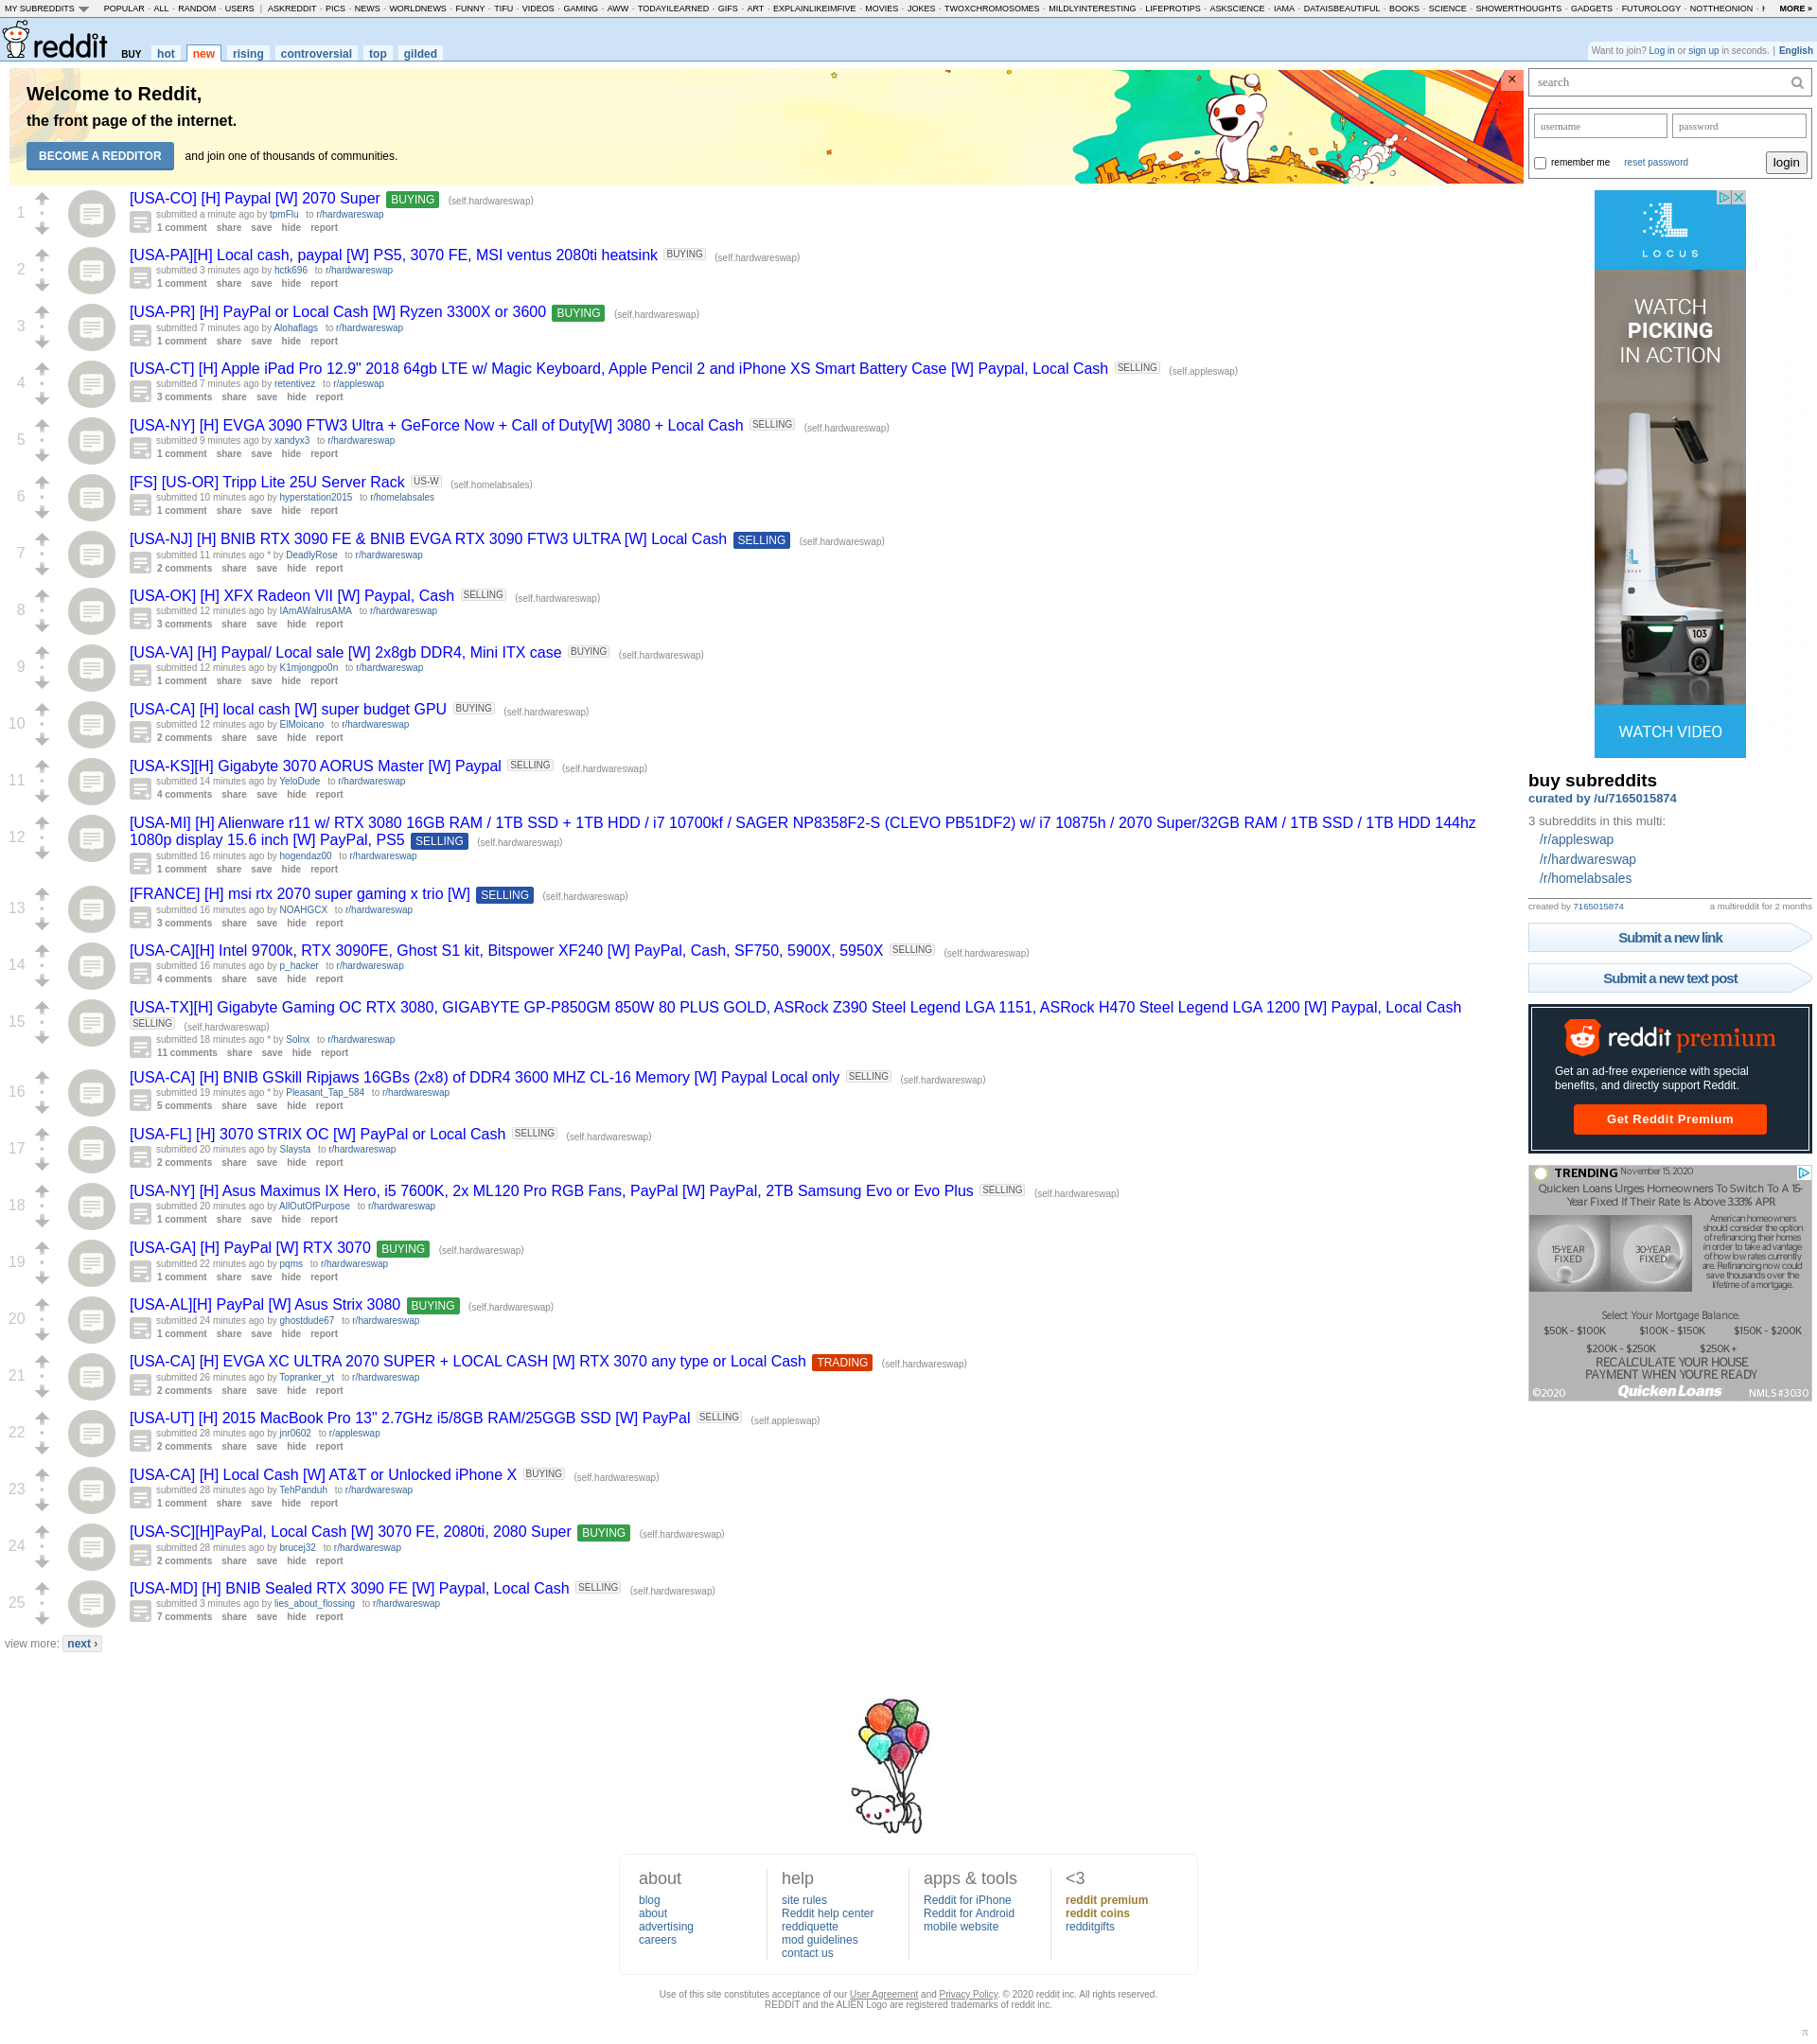 MY SUBREDDITS POPULAR - ALL - RANDOM - USERS | ASKREDDIT - PICS - NEWS - WORLDNEWS - FUNNY - TIFU - VIDEOS - GAMING - AWW - TODAYILEARNED - GIFS - ART - EXPLAINLIKEIMFIVE - MOVIES - JOKES - TWOXCHROMOSOMES - MILDLYINTERESTING - LIFEPROTIPS - ASKSCIENCE - IAMA - DATAISBEAUTIFUL - BOOKS - SCIENCE - SHOWERTHOUGHTS - GADGETS - FUTUROLOGY - NOTTHEONION - MORE »
reddit BUY hot new rising controversial top gilded
Want to join? Log in or sign up in seconds. | English
Welcome to Reddit,
the front page of the internet.
BECOME A REDDITOR and join one of thousands of communities.
×
1
[USA-CO] [H] Paypal [W] 2070 Super BUYING (self.hardwareswap)
submitted a minute ago by tpmFlu to r/hardwareswap
1 comment share save hide report
2
[USA-PA][H] Local cash, paypal [W] PS5, 3070 FE, MSI ventus 2080ti heatsink BUYING (self.hardwareswap)
submitted 3 minutes ago by hctk696 to r/hardwareswap
1 comment share save hide report
3
[USA-PR] [H] PayPal or Local Cash [W] Ryzen 3300X or 3600 BUYING (self.hardwareswap)
submitted 7 minutes ago by Alohaflags to r/hardwareswap
1 comment share save hide report
4
[USA-CT] [H] Apple iPad Pro 12.9" 2018 64gb LTE w/ Magic Keyboard, Apple Pencil 2 and iPhone XS Smart Battery Case [W] Paypal, Local Cash SELLING (self.appleswap)
submitted 7 minutes ago by retentivez to r/appleswap
3 comments share save hide report
5
[USA-NY] [H] EVGA 3090 FTW3 Ultra + GeForce Now + Call of Duty[W] 3080 + Local Cash SELLING (self.hardwareswap)
submitted 9 minutes ago by xandyx3 to r/hardwareswap
1 comment share save hide report
6
[FS] [US-OR] Tripp Lite 25U Server Rack US-W (self.homelabsales)
submitted 10 minutes ago by hyperstation2015 to r/homelabsales
1 comment share save hide report
7
[USA-NJ] [H] BNIB RTX 3090 FE & BNIB EVGA RTX 3090 FTW3 ULTRA [W] Local Cash SELLING (self.hardwareswap)
submitted 11 minutes ago * by DeadlyRose to r/hardwareswap
2 comments share save hide report
8
[USA-OK] [H] XFX Radeon VII [W] Paypal, Cash SELLING (self.hardwareswap)
submitted 12 minutes ago by IAmAWalrusAMA to r/hardwareswap
3 comments share save hide report
9
[USA-VA] [H] Paypal/ Local sale [W] 2x8gb DDR4, Mini ITX case BUYING (self.hardwareswap)
submitted 12 minutes ago by K1mjongpo0n to r/hardwareswap
1 comment share save hide report
10
[USA-CA] [H] local cash [W] super budget GPU BUYING (self.hardwareswap)
submitted 12 minutes ago by ElMoicano to r/hardwareswap
2 comments share save hide report
11
[USA-KS][H] Gigabyte 3070 AORUS Master [W] Paypal SELLING (self.hardwareswap)
submitted 14 minutes ago by YeloDude to r/hardwareswap
4 comments share save hide report
12
[USA-MI] [H] Alienware r11 w/ RTX 3080 16GB RAM / 1TB SSD + 1TB HDD / i7 10700kf / SAGER NP8358F2-S (CLEVO PB51DF2) w/ i7 10875h / 2070 Super/32GB RAM / 1TB SSD / 1TB HDD 144hz
1080p display 15.6 inch [W] PayPal, PS5 SELLING (self.hardwareswap)
submitted 16 minutes ago by hogendaz00 to r/hardwareswap
1 comment share save hide report
13
[FRANCE] [H] msi rtx 2070 super gaming x trio [W] SELLING (self.hardwareswap)
submitted 16 minutes ago by NOAHGCX to r/hardwareswap
3 comments share save hide report
14
[USA-CA][H] Intel 9700k, RTX 3090FE, Ghost S1 kit, Bitspower XF240 [W] PayPal, Cash, SF750, 5900X, 5950X SELLING (self.hardwareswap)
submitted 16 minutes ago by p_hacker to r/hardwareswap
4 comments share save hide report
15
[USA-TX][H] Gigabyte Gaming OC RTX 3080, GIGABYTE GP-P850GM 850W 80 PLUS GOLD, ASRock Z390 Steel Legend LGA 1151, ASRock H470 Steel Legend LGA 1200 [W] Paypal, Local Cash
SELLING (self.hardwareswap)
submitted 18 minutes ago * by Solnx to r/hardwareswap
11 comments share save hide report
16
[USA-CA] [H] BNIB GSkill Ripjaws 16GBs (2x8) of DDR4 3600 MHZ CL-16 Memory [W] Paypal Local only SELLING (self.hardwareswap)
submitted 19 minutes ago * by Pleasant_Tap_584 to r/hardwareswap
5 comments share save hide report
17
[USA-FL] [H] 3070 STRIX OC [W] PayPal or Local Cash SELLING (self.hardwareswap)
submitted 20 minutes ago by Slaysta to r/hardwareswap
2 comments share save hide report
18
[USA-NY] [H] Asus Maximus IX Hero, i5 7600K, 2x ML120 Pro RGB Fans, PayPal [W] PayPal, 2TB Samsung Evo or Evo Plus SELLING (self.hardwareswap)
submitted 20 minutes ago by AllOutOfPurpose to r/hardwareswap
1 comment share save hide report
19
[USA-GA] [H] PayPal [W] RTX 3070 BUYING (self.hardwareswap)
submitted 22 minutes ago by pqms to r/hardwareswap
1 comment share save hide report
20
[USA-AL][H] PayPal [W] Asus Strix 3080 BUYING (self.hardwareswap)
submitted 24 minutes ago by ghostdude67 to r/hardwareswap
1 comment share save hide report
21
[USA-CA] [H] EVGA XC ULTRA 2070 SUPER + LOCAL CASH [W] RTX 3070 any type or Local Cash TRADING (self.hardwareswap)
submitted 26 minutes ago by Topranker_yt to r/hardwareswap
2 comments share save hide report
22
[USA-UT] [H] 2015 MacBook Pro 13" 2.7GHz i5/8GB RAM/25GGB SSD [W] PayPal SELLING (self.appleswap)
submitted 28 minutes ago by jnr0602 to r/appleswap
2 comments share save hide report
23
[USA-CA] [H] Local Cash [W] AT&T or Unlocked iPhone X BUYING (self.hardwareswap)
submitted 28 minutes ago by TehPanduh to r/hardwareswap
1 comment share save hide report
24
[USA-SC][H]PayPal, Local Cash [W] 3070 FE, 2080ti, 2080 Super BUYING (self.hardwareswap)
submitted 28 minutes ago by brucej32 to r/hardwareswap
2 comments share save hide report
25
[USA-MD] [H] BNIB Sealed RTX 3090 FE [W] Paypal, Local Cash SELLING (self.hardwareswap)
submitted 3 minutes ago by lies_about_flossing to r/hardwareswap
7 comments share save hide report
view more: next ›
search
username password
remember me reset password login
LOCUS
WATCH
PICKING
IN ACTION
103
WATCH VIDEO
buy subreddits
curated by /u/7165015874
3 subreddits in this multi:
/r/appleswap
/r/hardwareswap
/r/homelabsales
created by 7165015874 a multireddit for 2 months
Submit a new link
Submit a new text post
reddit premium
Get an ad-free experience with special
benefits, and directly support Reddit.
Get Reddit Premium
TRENDING November 15, 2020
Quicken Loans Urges Homeowners To Switch To A 15-
Year Fixed If Their Rate Is Above 3.33% APR
15-YEAR
FIXED
30-YEAR
FIXED
American homeowners
should consider the option
of refinancing their homes
in order to take advantage
of how low rates currently
are. Refinancing now could
save thousands over the
lifetime of a mortgage.
Select Your Mortgage Balance:
$50K - $100K $100K - $150K $150K - $200K
$200K - $250K $250K +
RECALCULATE YOUR HOUSE
PAYMENT WHEN YOU'RE READY
©2020 Quicken Loans NMLS #3030
about
blog
about
advertising
careers
help
site rules
Reddit help center
reddiquette
mod guidelines
contact us
apps & tools
Reddit for iPhone
Reddit for Android
mobile website
<3
reddit premium
reddit coins
redditgifts
Use of this site constitutes acceptance of our User Agreement and Privacy Policy. © 2020 reddit inc. All rights reserved.
REDDIT and the ALIEN Logo are registered trademarks of reddit inc.
π